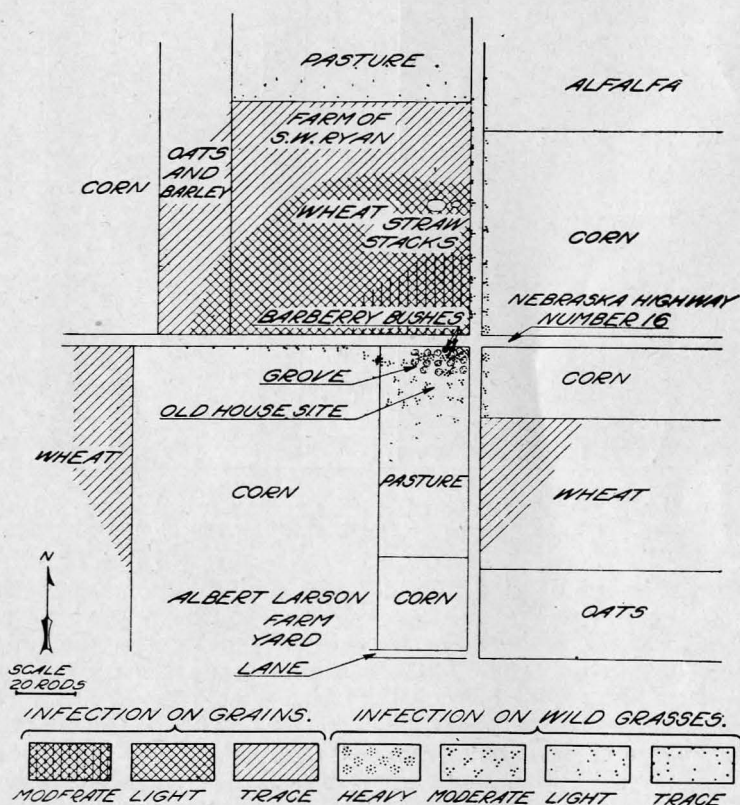 PASTURE
ALFALFA
FARM OF
S.W. RYAN
OATS
AND
BARLEY
CORN
WHEAT
STRAW
STACKS
CORN
BARBERRY BUSHES
NEBRASKA HIGHWAY
NUMBER 16
GROVE
CORN
OLD HOUSE SITE
WHEAT
CORN
PASTURE
WHEAT
N
ALBERT LARSON
FARM
YARD
CORN
OATS
LANE
SCALE
20 RODS
INFECTION ON GRAINS.
INFECTION ON WILD GRASSES.
MODERATE LIGHT TRACE HEAVY MODERATE LIGHT TRACE